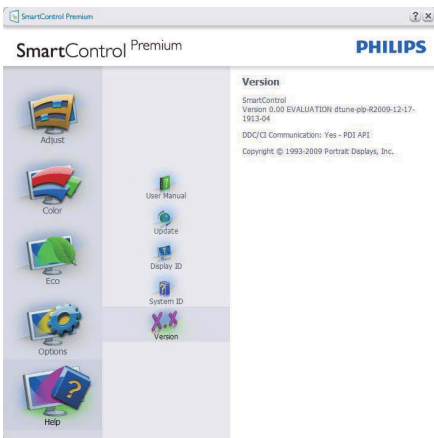 SmartControl Premium
? X
SmartControl Premium
PHILIPS
Adjust
Color
Eco
Options
Help
User Manual
Update
Display ID
System ID
X.X
Version
Version
SmartControl
Version 0.00 EVALUATION dtune-plp-R2009-12-17-
1913-04
DDC/CI Communication: Yes - PDI API
Copyright © 1993-2009 Portrait Displays, Inc.